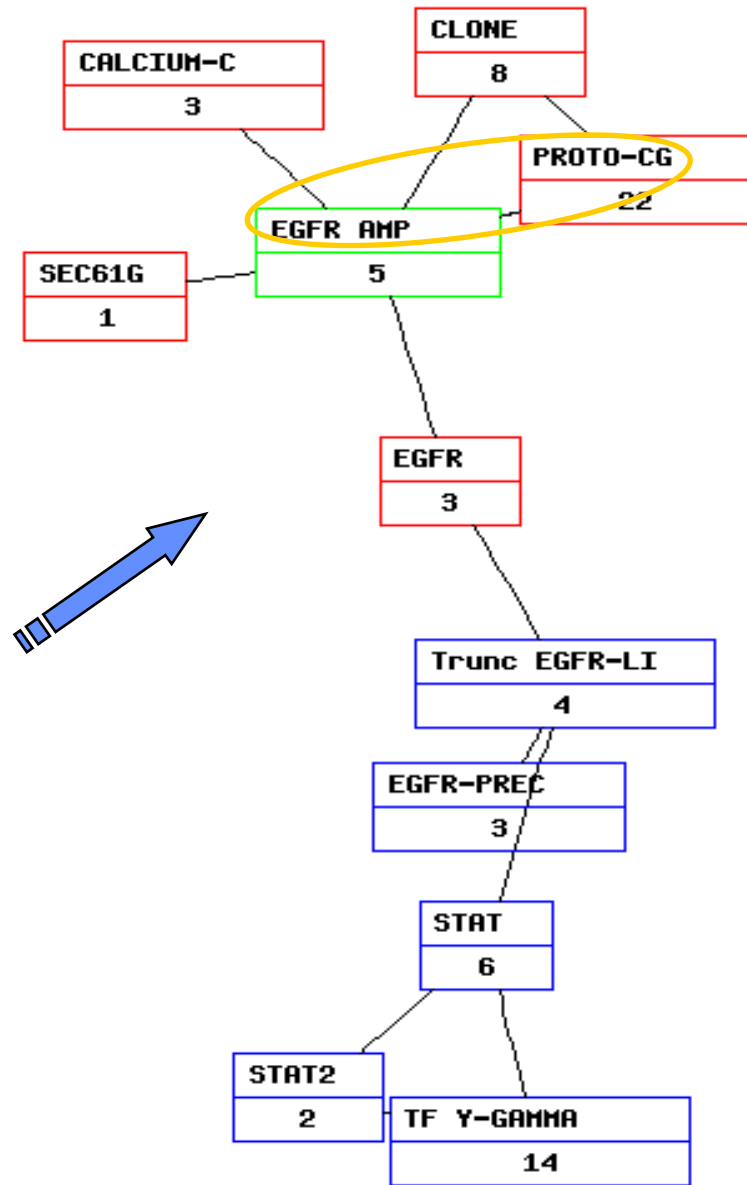 CLONE
8
CALCIUM-C
3
PROTO-CG
22
EGFR AMP
5
SEC61G
1
EGFR
3
Trunc EGFR-LI
4
EGFR-PREC
3
STAT
6
STAT2
2
TF Y-GAMMA
14